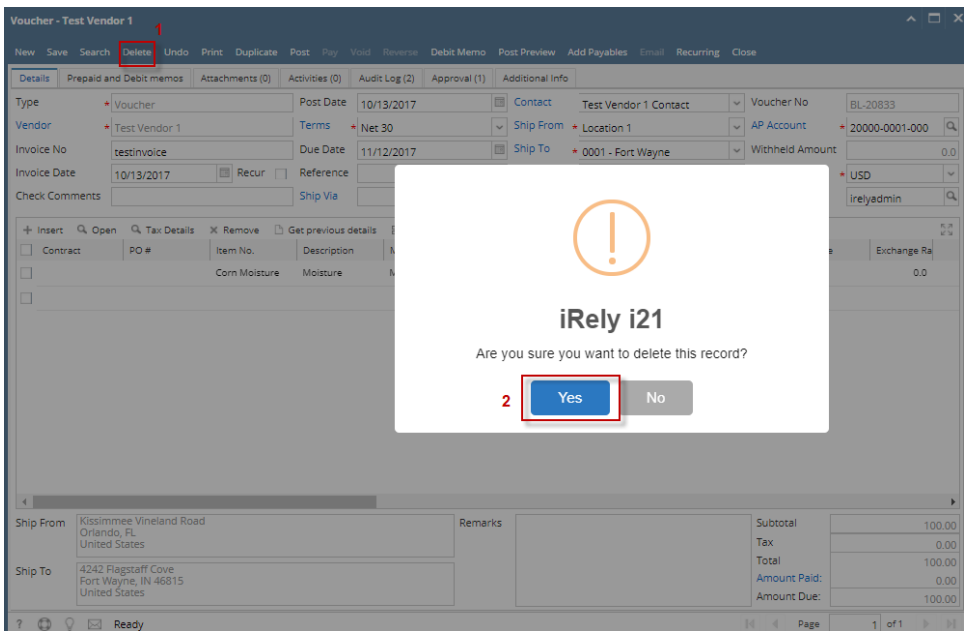 Voucher - Test Vendor 1
1
New Save Search Delete Undo Print Duplicate Post Pay Void Reverse Debit Memo Post Preview Add Payables Email Recurring Close
Details Prepaid and Debit memos Attachments (0) Activities (0) Audit Log (2) Approval (1) Additional Info
Type * Voucher Post Date 10/13/2017 Contact Test Vendor 1 Contact Voucher No BL-20833
Vendor * Test Vendor 1 Terms * Net 30 Ship From * Location 1 AP Account * 20000-0001-000
Invoice No testinvoice Due Date 11/12/2017 Ship To * 0001 - Fort Wayne Withheld Amount 0.0
Invoice Date 10/13/2017 Recur Reference * USD
Check Comments Ship Via irelyadmin
+ Insert Open Tax Details X Remove Get previous details
Contract PO # Item No. Description Exchange Ra
Corn Moisture Moisture 0.0
iRely i21
Are you sure you want to delete this record?
2 Yes No
Ship From Kissimmee Vineland Road
Orlando, FL
United States
Remarks
Ship To 4242 Flagstaff Cove
Fort Wayne, IN 46815
United States
Subtotal 100.00
Tax 0.00
Total 100.00
Amount Paid: 0.00
Amount Due: 100.00
? Ready Page 1 of 1